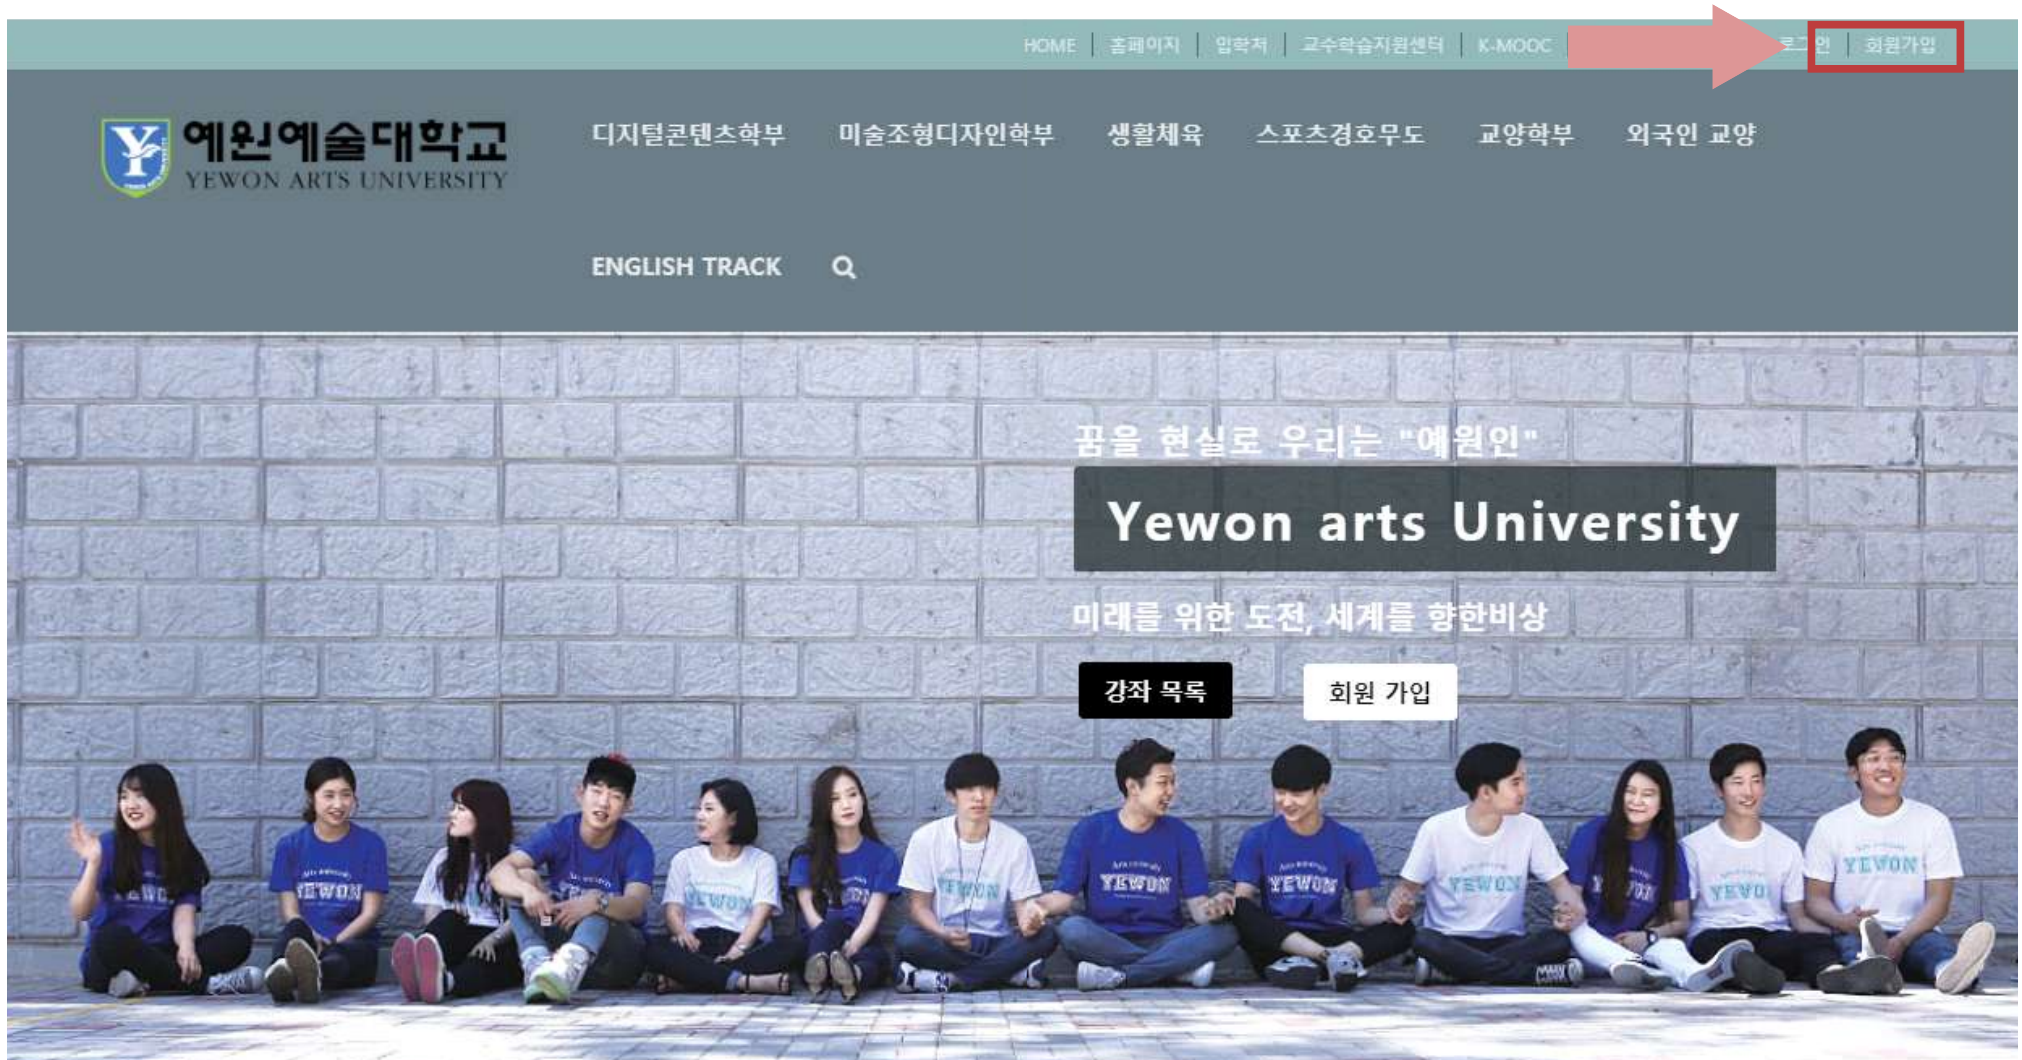 HOME 홈페이지 입학처 교수학습지원센터 K-MOOC 로그인 회원가입
예원예술대학교
YEWON ARTS UNIVERSITY
디지털콘텐츠학부 미술조형디자인학부 생활체육 스포츠경호무도 교양학부 외국인 교양
ENGLISH TRACK
꿈을 현실로 우리는 "예원인"
Yewon arts University
미래를 위한 도전, 세계를 향한비상
강좌 목록 회원 가입
YEWON
YEWON
YEWON
YEWON
YEWON
YEWON
YEWON